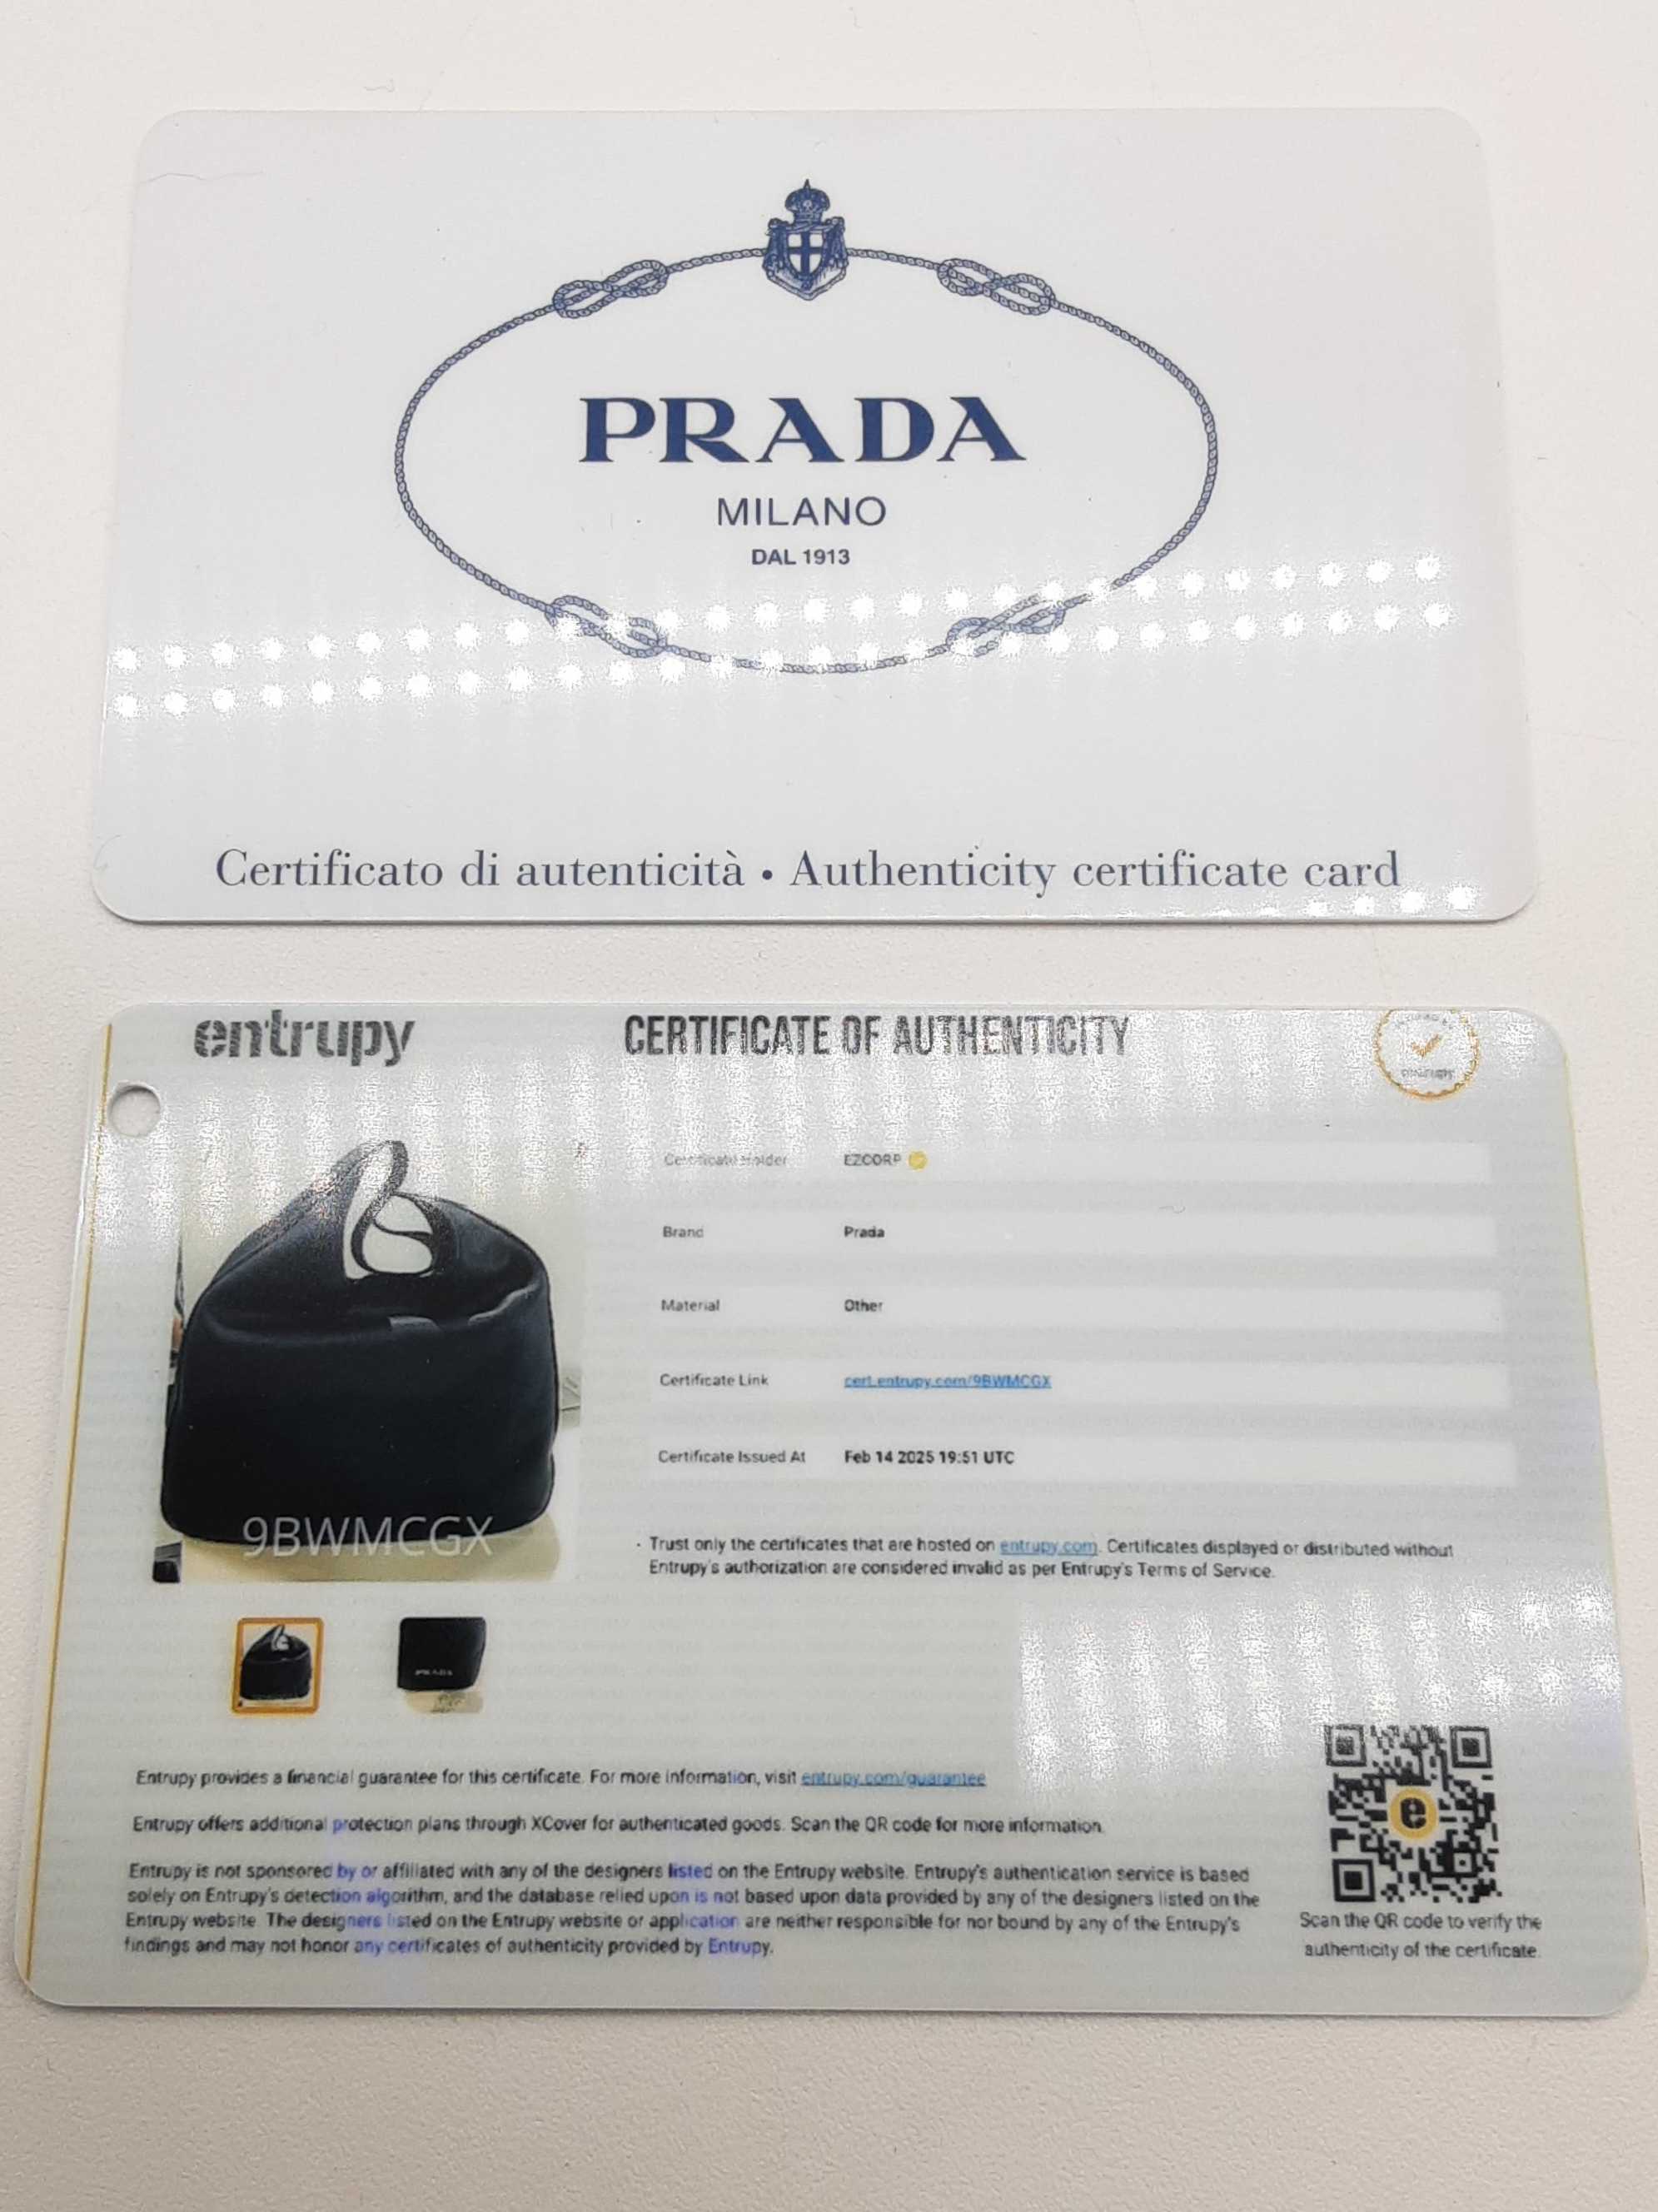 PRADA
MILANO
DAL 1913
Certificato di autenticità • Authenticity certificate card
entrupy
CERTIFICATE OF AUTHENTICITY
Certificate Holder EZCORP
Brand Prada
Material Other
Certificate Link cert.entrupy.com/9BWMCGX
Certificate Issued At Feb 14 2025 19:51 UTC
9BWMCGX
· Trust only the certificates that are hosted on entrupy.com. Certificates displayed or distributed without
Entrupy's authorization are considered invalid as per Entrupy's Terms of Service.
PRADA
Entrupy provides a financial guarantee for this certificate. For more information, visit entrupy.com/guarantee
Entrupy offers additional protection plans through XCover for authenticated goods. Scan the QR code for more information.
Entrupy is not sponsored by or affiliated with any of the designers listed on the Entrupy website. Entrupy's authentication service is based
solely on Entrupy's detection algorithm, and the database relied upon is not based upon data provided by any of the designers listed on the
Entrupy website. The designers listed on the Entrupy website or application are neither responsible for nor bound by any of the Entrupy's
findings and may not honor any certificates of authenticity provided by Entrupy.
e
Scan the QR code to verify the
authenticity of the certificate.